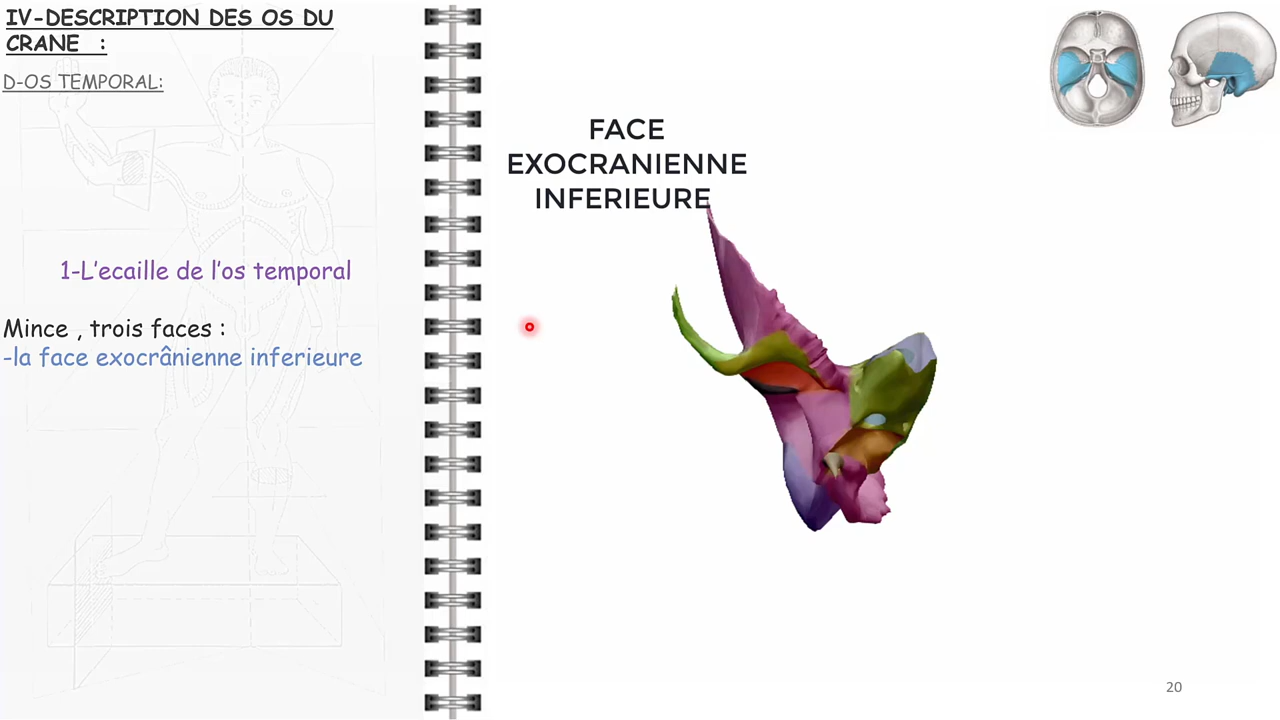 IV-DESCRIPTION DES OS DU
CRANE :
D-OS TEMPORAL:
1-L'ecaille de l'os temporal
Mince , trois faces :
-la face exocrânienne inferieure
FACE
EXOCRANIENNE
INFERIEURE
20